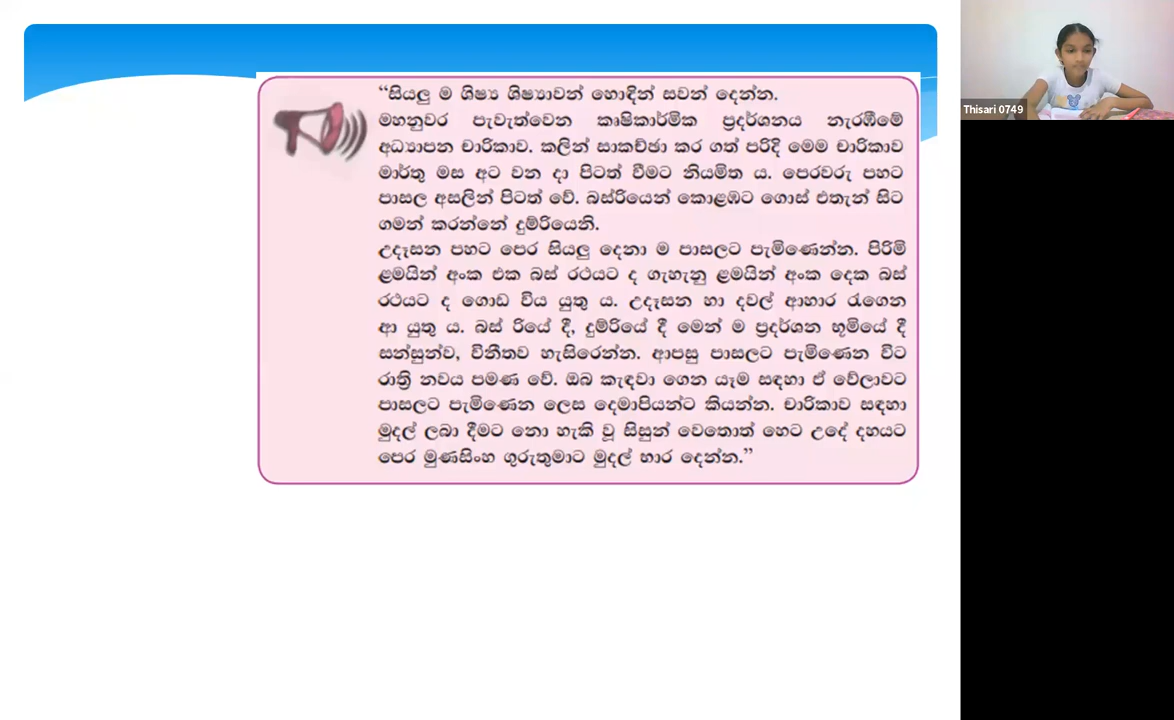 “සියලු ම ශිෂ්‍ය ශිෂ්‍යාවන් හොඳින් සවන් දෙන්න.
මහනුවර පැවැත්වෙන කෘෂිකාර්මික ප්‍රදර්ශනය නැරඹීමේ
අධ්‍යාපන චාරිකාව. කලින් සාකච්ඡා කර ගත් පරිදි මෙම චාරිකාව
මාර්තු මස අට වන දා පිටත් වීමට නියමිත ය. පෙරවරු පහට
පාසල අසලින් පිටත් වේ. බස්රියෙන් කොළඹට ගොස් එතැන් සිට
ගමන් කරන්නේ දුම්රියෙනි.
උදෑසන පහට පෙර සියලු දෙනා ම පාසලට පැමිණෙන්න. පිරිමි
ළමයින් අංක එක බස් රථයට ද ගැහැනු ළමයින් අංක දෙක බස්
රථයට ද ගොඩ විය යුතු ය. උදෑසන හා දවල් ආහාර රැගෙන
ආ යුතු ය. බස් රියේ දී, දුම්රියේ දී මෙන් ම ප්‍රදර්ශන භූමියේ දී
සන්සුන්ව, විනීතව හැසිරෙන්න. ආපසු පාසලට පැමිණෙන විට
රාත්‍රි නවය පමණ වේ. ඔබ කැඳවා ගෙන යෑම සඳහා ඒ වේලාවට
පාසලට පැමිණෙන ලෙස දෙමාපියන්ට කියන්න. චාරිකාව සඳහා
මුදල් ලබා දීමට නො හැකි වූ සිසුන් වෙතොත් හෙට උදේ දහයට
පෙර මුණසිංහ ගුරුතුමාට මුදල් භාර දෙන්න.”
Thisari 0749